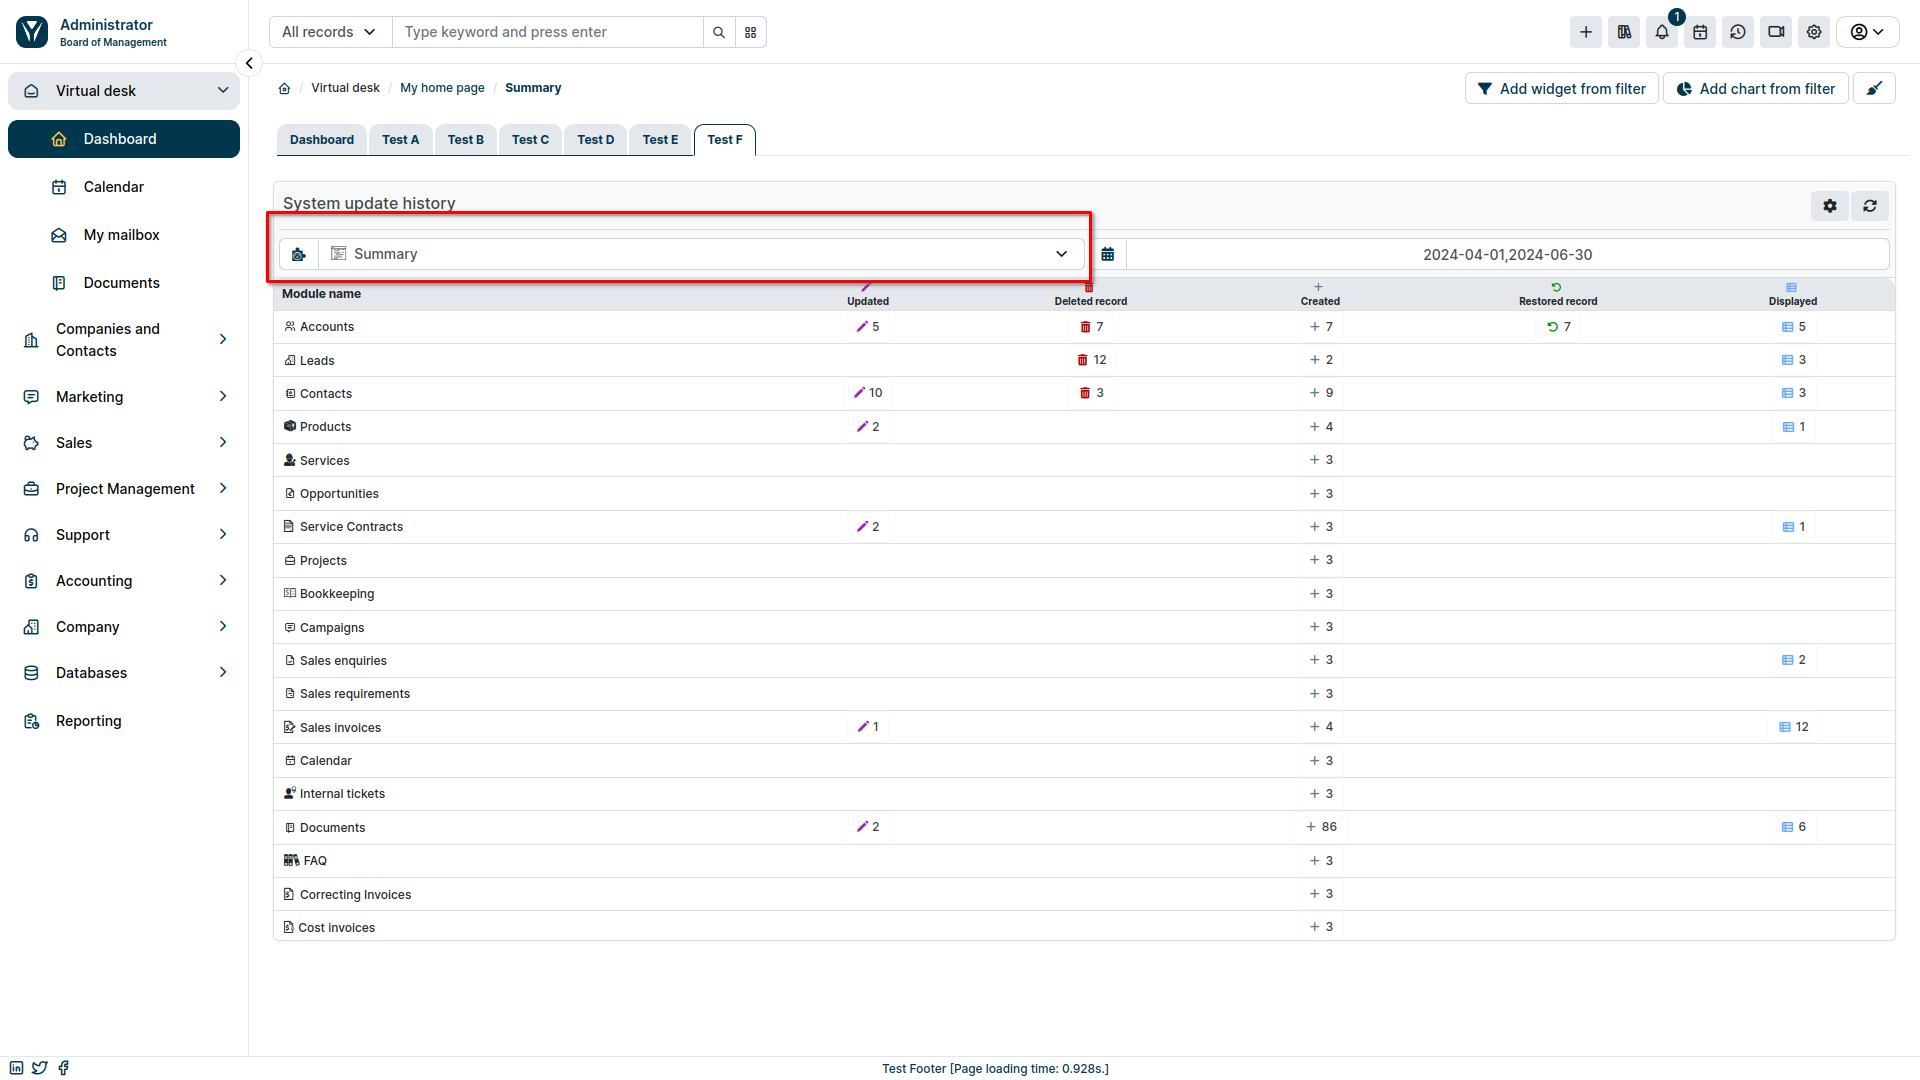 Administrator
Board of Management
All records
Type keyword and press enter
1
Virtual desk
Dashboard
Calendar
My mailbox
Documents
Companies and
Contacts
Marketing
Sales
Project Management
Support
Accounting
Company
Databases
Reporting
/ Virtual desk / My home page / Summary
Add widget from filter
Add chart from filter
Dashboard
Test A
Test B
Test C
Test D
Test E
Test F
System update history
Summary
2024-04-01,2024-06-30
Module name Updated Deleted record Created Restored record Displayed
Accounts 5 7 7 7 5
Leads 12 2 3
Contacts 10 3 9 3
Products 2 4 1
Services 3
Opportunities 3
Service Contracts 2 3 1
Projects 3
Bookkeeping 3
Campaigns 3
Sales enquiries 3 2
Sales requirements 3
Sales invoices 1 4 12
Calendar 3
Internal tickets 3
Documents 2 86 6
FAQ 3
Correcting Invoices 3
Cost invoices 3
Test Footer [Page loading time: 0.928s.]